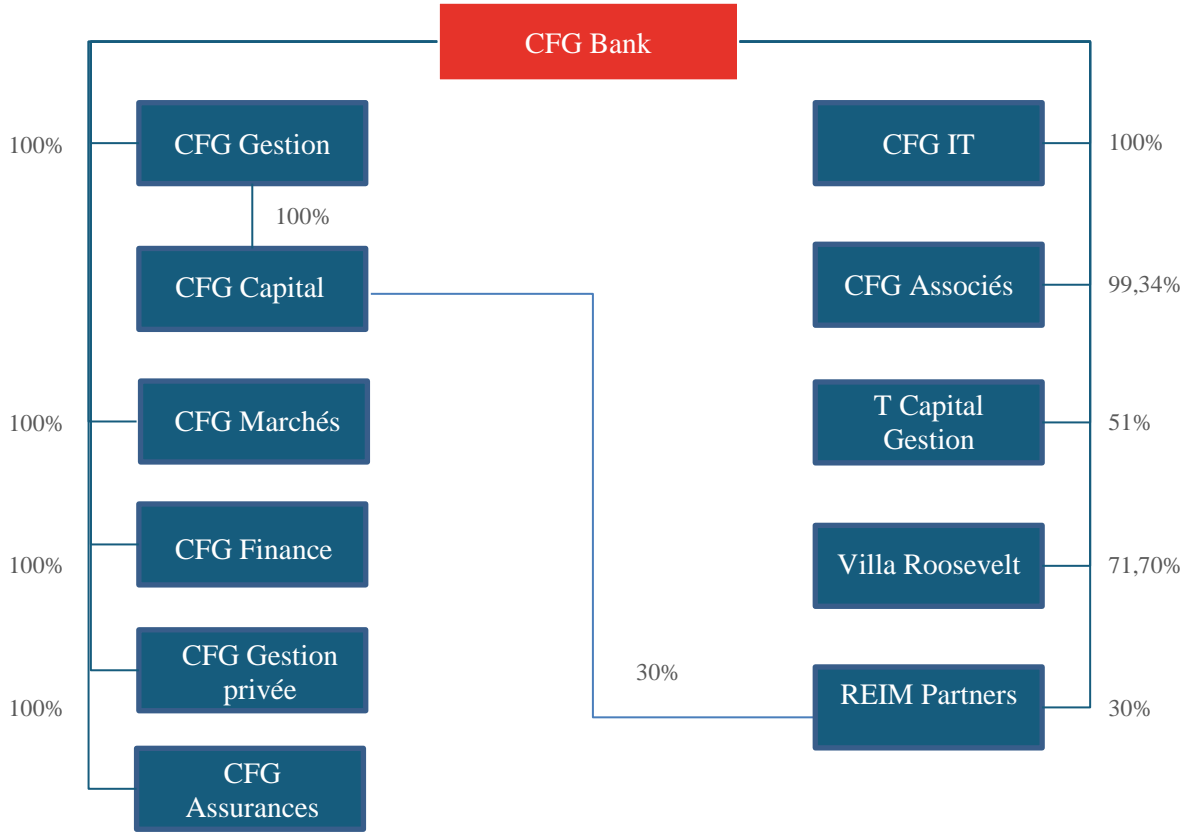 CFG Bank
100%
CFG Gestion
CFG IT
100%
100%
CFG Capital
CFG Associés
99,34%
100%
CFG Marchés
T Capital
Gestion
51%
100%
CFG Finance
Villa Roosevelt
71,70%
CFG Gestion
privée
30%
REIM Partners
30%
100%
CFG
Assurances